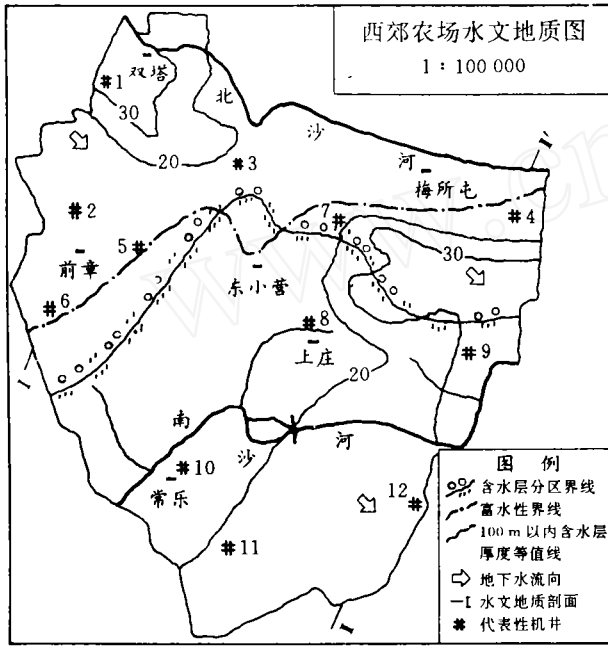 西郊农场水文地质图
1：100 000
1
双塔
北
30
沙
20
3
河
I'
梅所屯
2
7
4
5
前章
30
东小营
6
8
9
上庄
I
20
南
沙
河
10
常乐
12
11
I
图 例
含水层分区界线
富水性界线
100 m 以内含水层
厚度等值线
地下水流向
—I 水文地质剖面
代表性机井